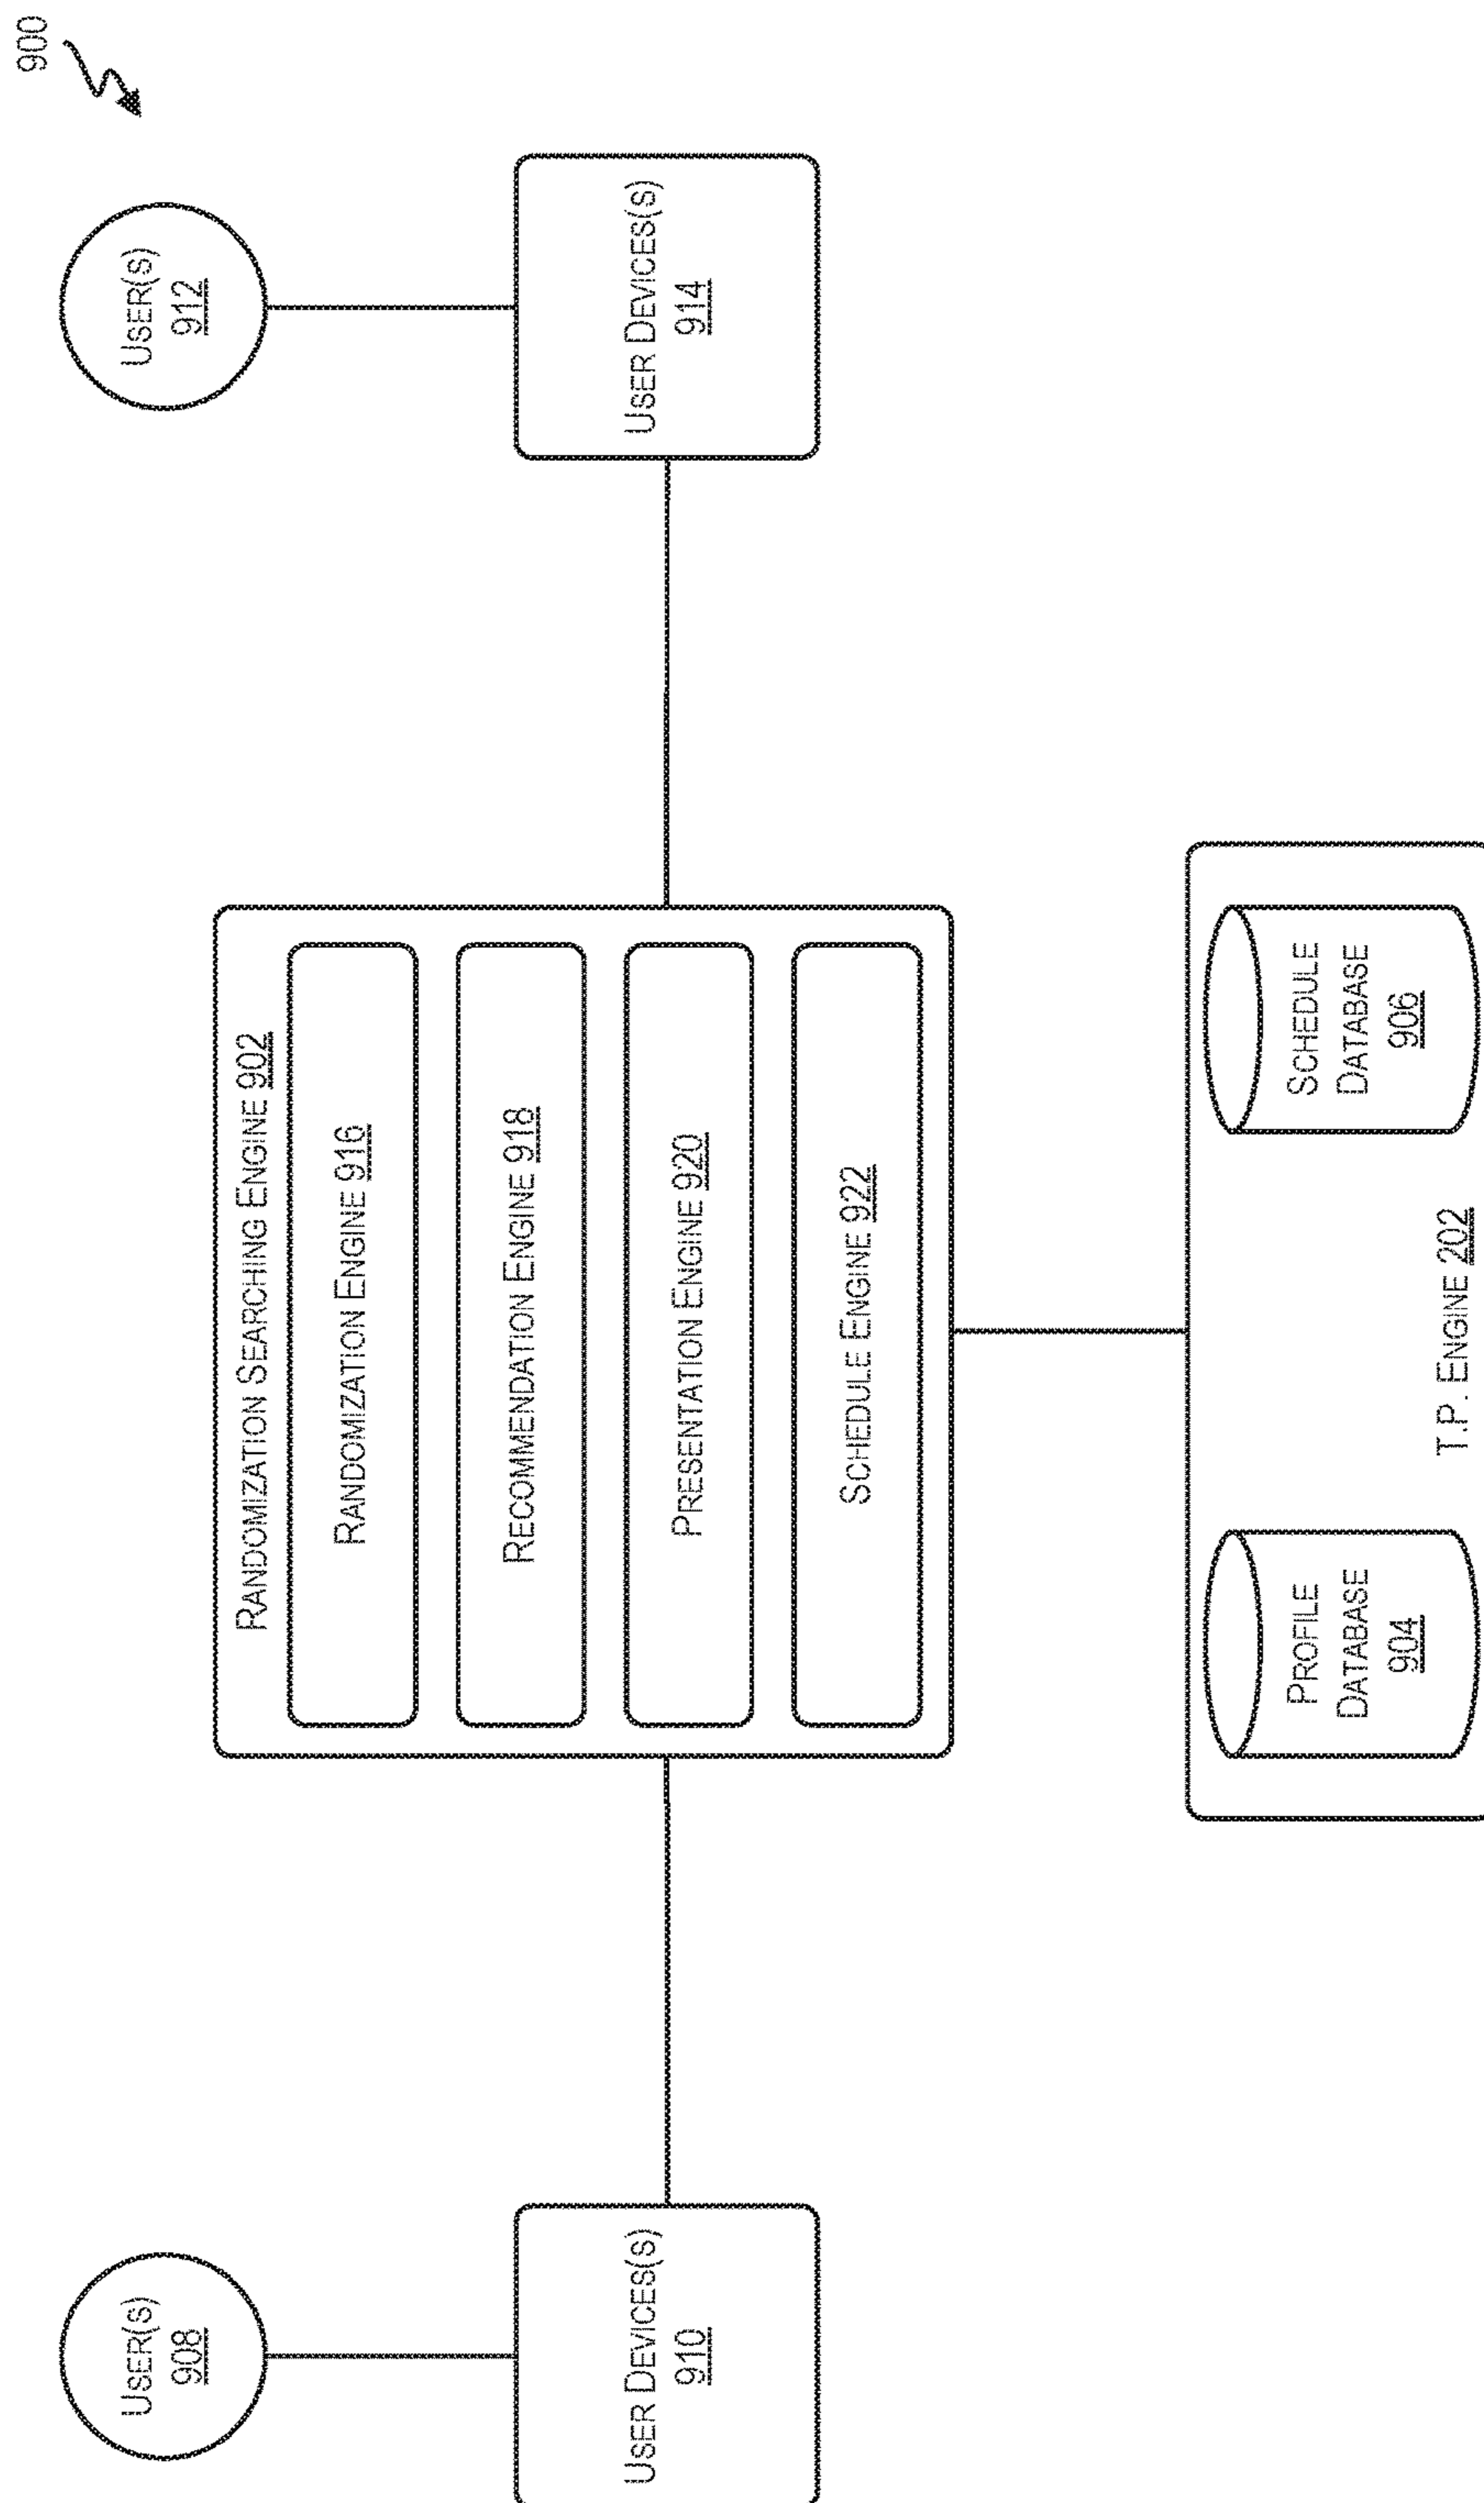 900
USER(S)
908
USER(S)
912
USER DEVICES(S)
910
RANDOMIZATION SEARCHING ENGINE 902
RANDOMIZATION ENGINE 916
RECOMMENDATION ENGINE 918
PRESENTATION ENGINE 920
SCHEDULE ENGINE 922
USER DEVICES(S)
914
PROFILE
DATABASE
904
SCHEDULE
DATABASE
906
T.P. ENGINE 202